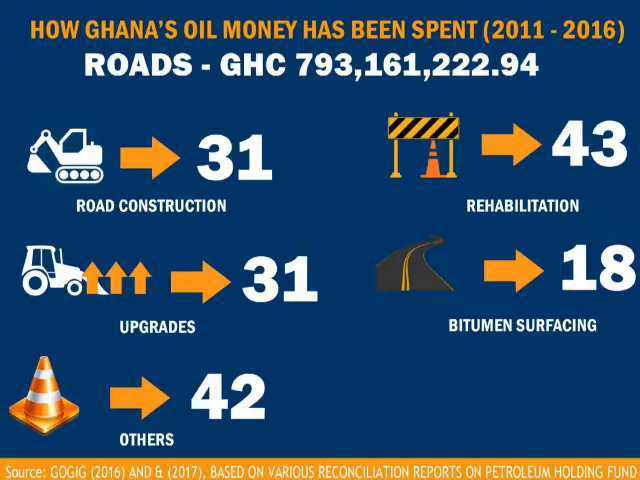 HOW GHANA'S OIL MONEY HAS BEEN SPENT (2011 - 2016)
ROADS - GHC 793,161,222.94
31
ROAD CONSTRUCTION
43
REHABILITATION
31
UPGRADES
18
BITUMEN SURFACING
42
OTHERS
Source: GOGIG (2016) AND & (2017), BASED ON VARIOUS RECONCILIATION REPORTS ON PETROLEUM HOLDING FUND